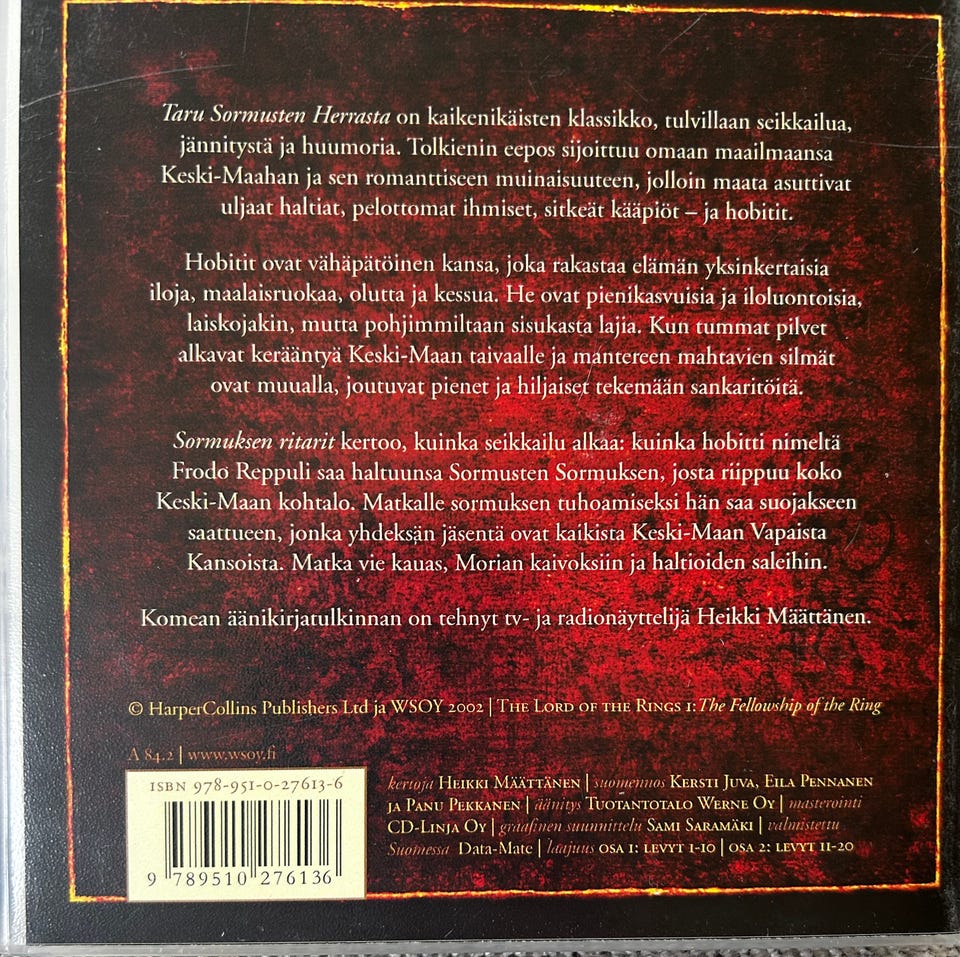 Taru Sormusten Herrasta on kaikenikäisten klassikko, tulvillaan seikkailua,
jännitystä ja huumoria. Tolkienin eepos sijoittuu omaan maailmaansa
Keski-Maahan ja sen romanttiseen muinaisuuteen, jolloin maata asuttivat
uljaat haltiat, pelottomat ihmiset, sitkeät kääpiöt – ja hobitit.
Hobitit ovat vähäpätöinen kansa, joka rakastaa elämän yksinkertaisia
iloja, maalaisruokaa, olutta ja kessua. He ovat pienikasvuisia ja iloluontoisia,
laiskojakin, mutta pohjimmiltaan sisukasta lajia. Kun tummat pilvet
alkavat kerääntyä Keski-Maan taivaalle ja mantereen mahtavien silmät
ovat muualla, joutuvat pienet ja hiljaiset tekemään sankaritöitä.
Sormuksen ritarit kertoo, kuinka seikkailu alkaa: kuinka hobitti nimeltä
Frodo Reppuli saa haltuunsa Sormusten Sormuksen, josta riippuu koko
Keski-Maan kohtalo. Matkalle sormuksen tuhoamiseksi hän saa suojakseen
saattueen, jonka yhdeksän jäsentä ovat kaikista Keski-Maan Vapaista
Kansoista. Matka vie kauas, Morian kaivoksiin ja haltioiden saleihin.
Komean äänikirjatulkinnan on tehnyt tv- ja radionäyttelijä Heikki Määttänen.
© HarperCollins Publishers Ltd ja WSOY 2002 | The Lord of the Rings 1: The Fellowship of the Ring
A 84.2 | www.wsoy.fi
ISBN 978-951-0-27613-6
9 789510 276136
kertoja Heikki Määttänen | suomennos Kersti Juva, Eila Pennanen
ja Panu Pekkanen | äänitys Tuotantotalo Werne Oy | masterointi
CD-Linja Oy | graafinen suunnittelu Sami Saramäki | valmistettu
Suomessa Data-Mate | laajuus osa 1: levyt 1-10 | osa 2: levyt 11-20